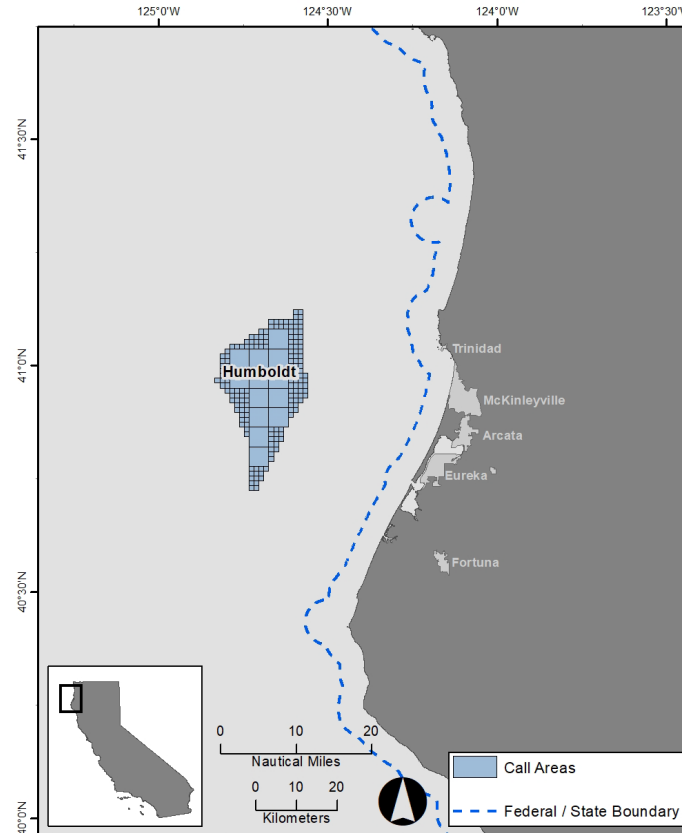 125°0'W
124°30'W
124°0'W
123°30'W
41°30'N
41°0'N
40°30'N
40°0'N
Trinidad
Humboldt
McKinleyville
Arcata
Eureka
Fortuna
0 10 20
Nautical Miles
0 10 20
Kilometers
Call Areas
Federal / State Boundary